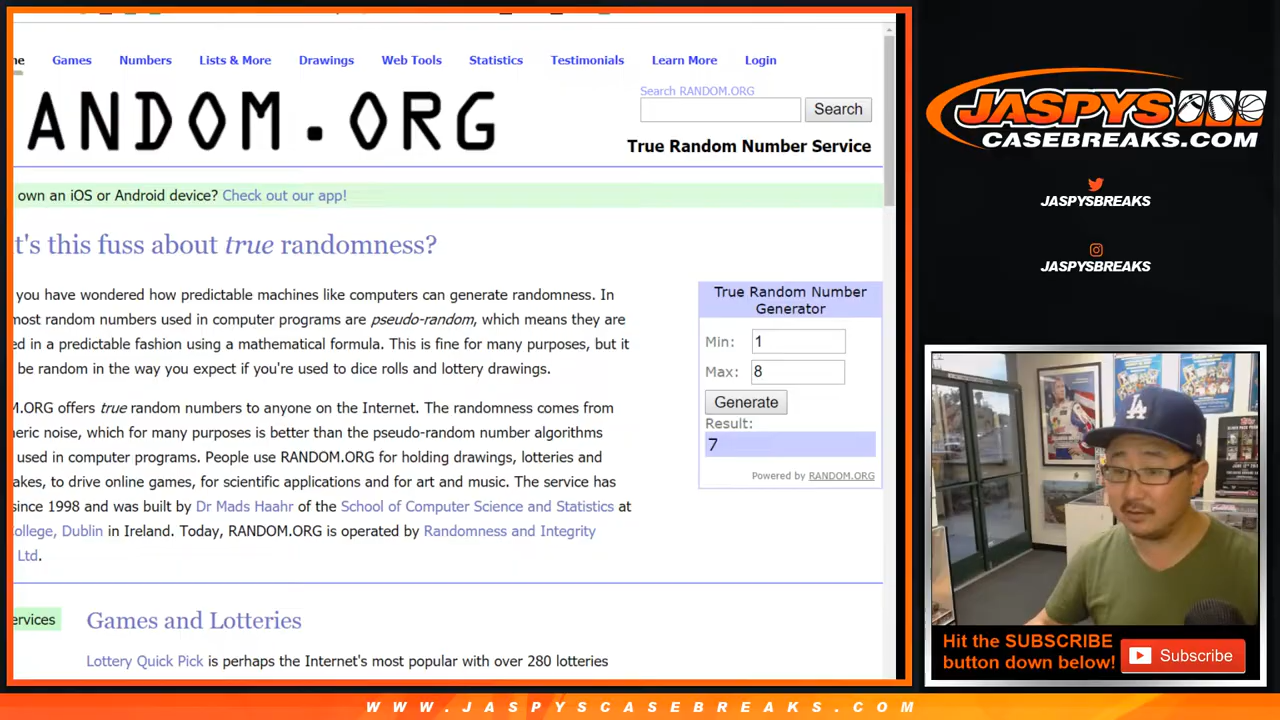 ne Games Numbers Lists & More Drawings Web Tools Statistics Testimonials Learn More Login
Search RANDOM.ORG
Search
ANDOM.ORG
True Random Number Service
own an iOS or Android device? Check out our app!
t's this fuss about true randomness?
you have wondered how predictable machines like computers can generate randomness. In
most random numbers used in computer programs are pseudo-random, which means they are
ed in a predictable fashion using a mathematical formula. This is fine for many purposes, but it
be random in the way you expect if you're used to dice rolls and lottery drawings.
M.ORG offers true random numbers to anyone on the Internet. The randomness comes from
eric noise, which for many purposes is better than the pseudo-random number algorithms
used in computer programs. People use RANDOM.ORG for holding drawings, lotteries and
akes, to drive online games, for scientific applications and for art and music. The service has
since 1998 and was built by Dr Mads Haahr of the School of Computer Science and Statistics at
ollege, Dublin in Ireland. Today, RANDOM.ORG is operated by Randomness and Integrity
Ltd.
True Random Number
Generator
Min: 1
Max: 8
Generate
Result:
7
Powered by RANDOM.ORG
ervices
Games and Lotteries
Lottery Quick Pick is perhaps the Internet's most popular with over 280 lotteries
JASPYS
CASEBREAKS.COM
JASPYSBREAKS
JASPYSBREAKS
LA
Hit the SUBSCRIBE
button down below!
Subscribe
WWW.JASPYSCASEBREAKS.COM